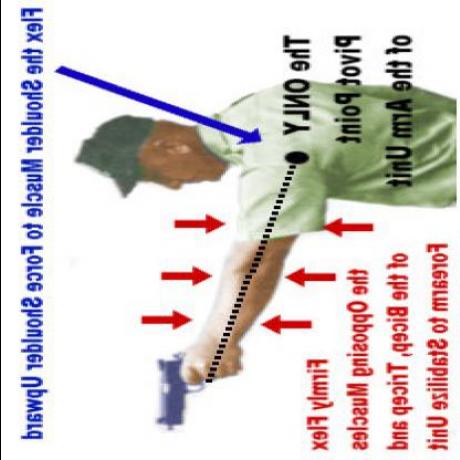 Flex the Shoulder Muscle to Force Shoulder Upward
The ONLY
Pivot Point
of the Arm Unit
Firmly Flex
the Opposing Muscles
of the Bicep, Tricep and
Forearm to Stabilize Unit